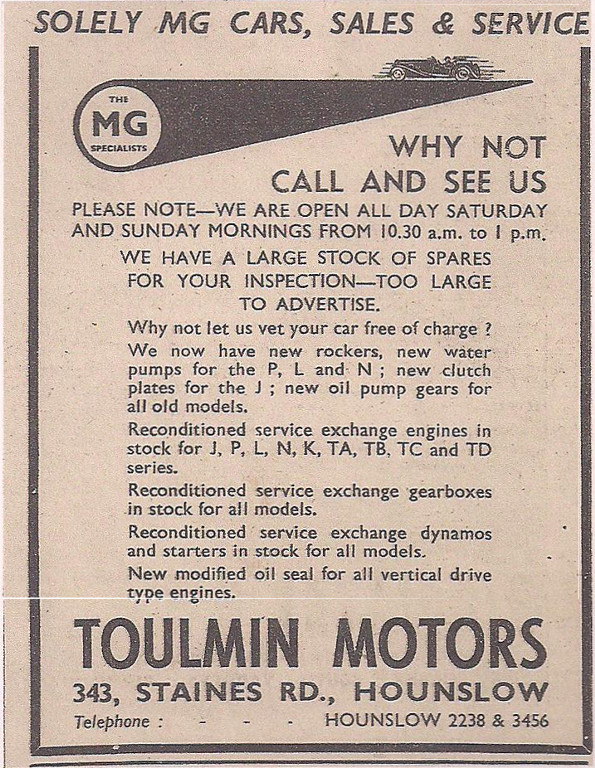 SOLELY MG CARS, SALES & SERVICE
THE
MG
SPECIALISTS
WHY NOT
CALL AND SEE US
PLEASE NOTE—WE ARE OPEN ALL DAY SATURDAY
AND SUNDAY MORNINGS FROM 10.30 a.m. to 1 p.m.
WE HAVE A LARGE STOCK OF SPARES
FOR YOUR INSPECTION—TOO LARGE
TO ADVERTISE.
Why not let us vet your car free of charge ?
We now have new rockers, new water
pumps for the P, L and N ; new clutch
plates for the J ; new oil pump gears for
all old models.
Reconditioned service exchange engines in
stock for J, P, L, N, K, TA, TB, TC and TD
series.
Reconditioned service exchange gearboxes
in stock for all models.
Reconditioned service exchange dynamos
and starters in stock for all models.
New modified oil seal for all vertical drive
type engines.
TOULMIN MOTORS
343, STAINES RD., HOUNSLOW
Telephone : - - - HOUNSLOW 2238 & 3456